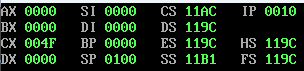 AX 0000 SI 0000 CS 11AC IP 0010
BX 0000 DI 0000 DS 119C
CX 004F BP 0000 ES 119C HS 119C
DX 0000 SP 0100 SS 11B1 FS 119C